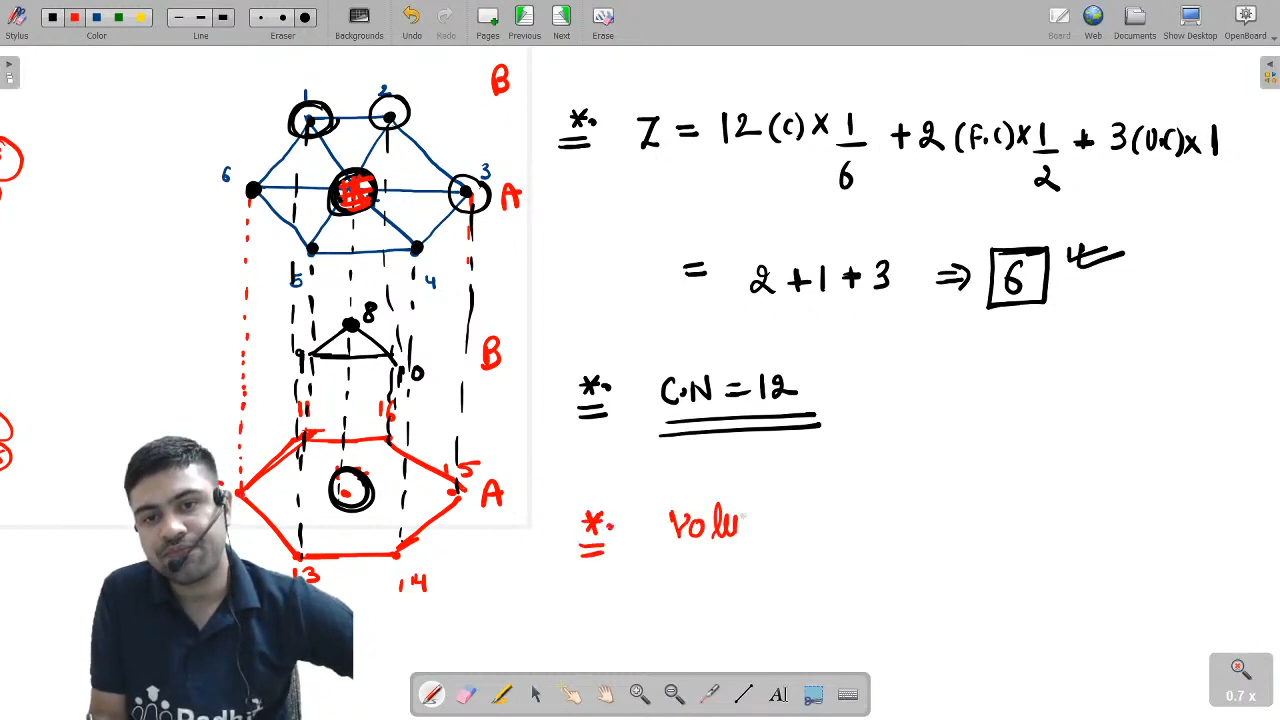 Stylus
Color
Line
Eraser
Backgrounds
Undo
Redo
Pages
Previous
Next
Erase
Board
Web
Documents
Show Desktop
OpenBoard
B
1
2
6
3
A
5
4
8
9
10
B
11
16
15
A
13
14
*. Z = 12 (C) × 1/6 + 2 (F.C) × 1/2 + 3 (U.C) × 1
= 2 + 1 + 3 ⇒ 6
*. C.N = 12
*. Volu
AI
0.7 x